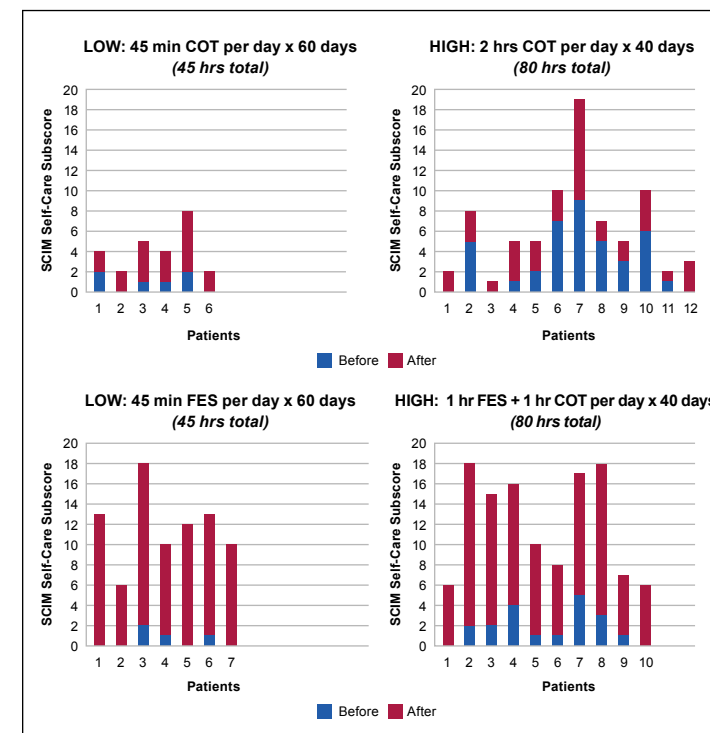 LOW: 45 min COT per day x 60 days
(45 hrs total)
SCIM Self-Care Subscore
20
18
16
14
12
10
8
6
4
2
0
1 2 3 4 5 6
Patients
HIGH: 2 hrs COT per day x 40 days
(80 hrs total)
SCIM Self-Care Subscore
20
18
16
14
12
10
8
6
4
2
0
1 2 3 4 5 6 7 8 9 10 11 12
Patients
Before After
LOW: 45 min FES per day x 60 days
(45 hrs total)
SCIM Self-Care Subscore
20
18
16
14
12
10
8
6
4
2
0
1 2 3 4 5 6 7
Patients
HIGH: 1 hr FES + 1 hr COT per day x 40 days
(80 hrs total)
SCIM Self-Care Subscore
20
18
16
14
12
10
8
6
4
2
0
1 2 3 4 5 6 7 8 9 10
Patients
Before After